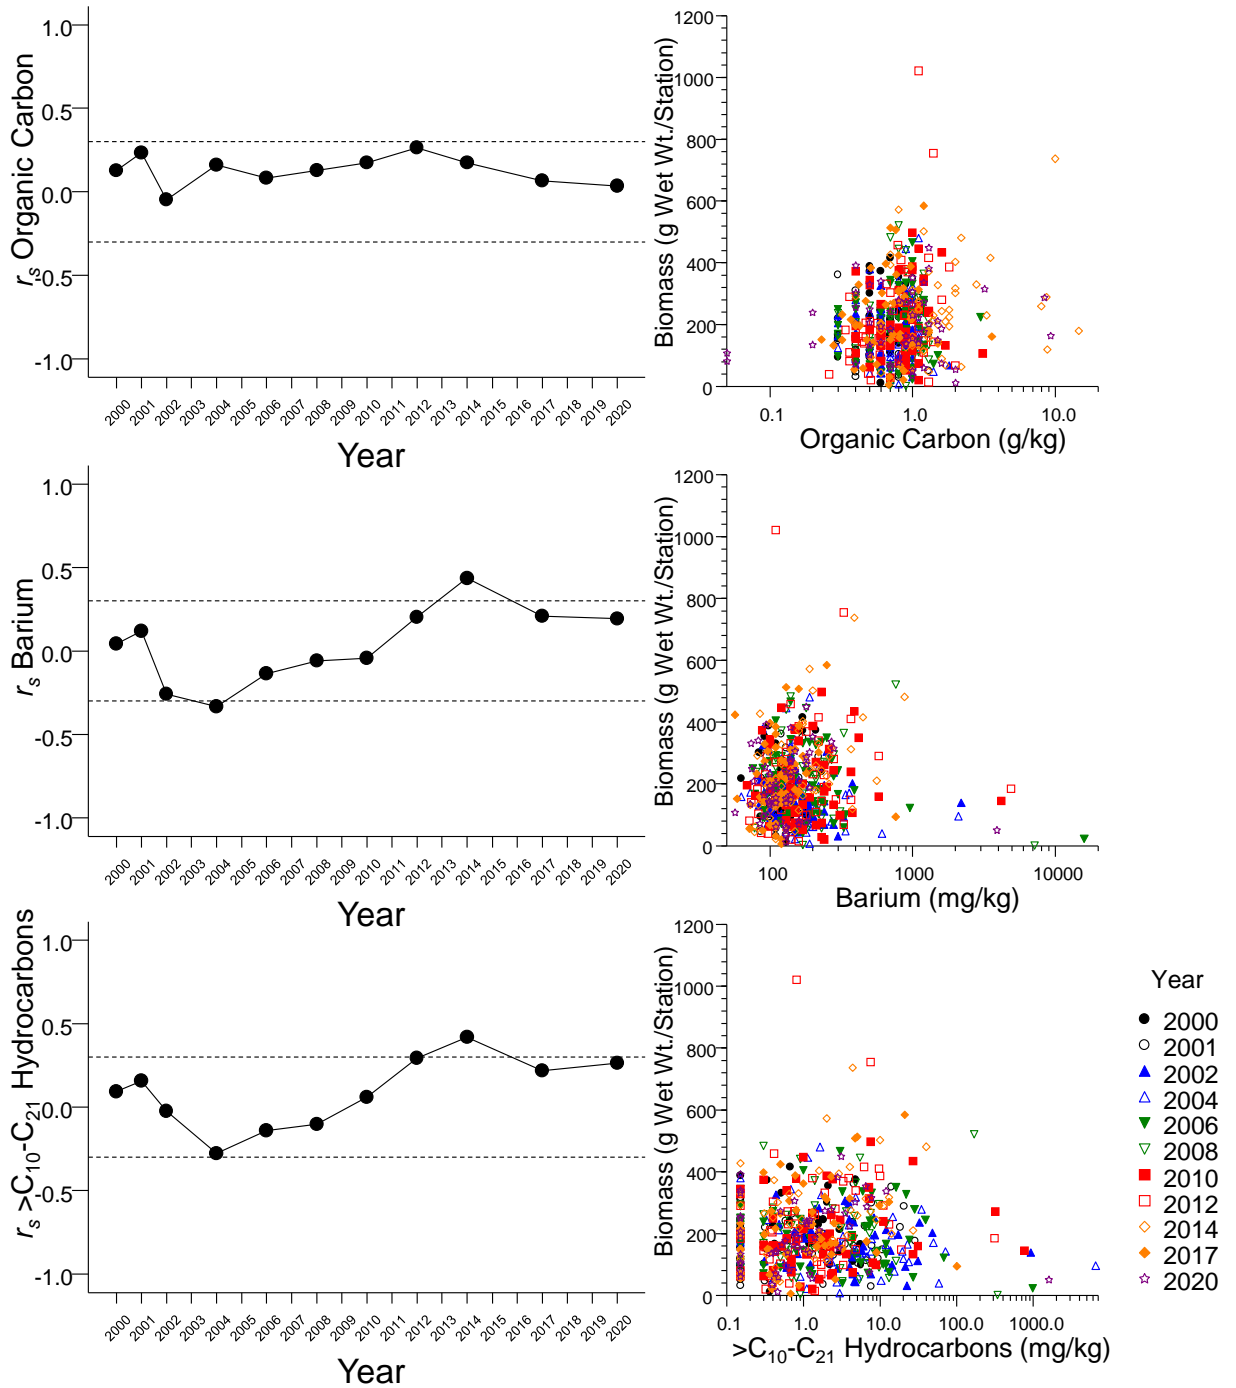 1.0
0.5
0.0
-0.5
-1.0
rs Organic Carbon
2000 2001 2002 2003 2004 2005 2006 2007 2008 2009 2010 2011 2012 2013 2014 2015 2016 2017 2018 2019 2020
Year
1200
1000
800
600
400
200
0
Biomass (g Wet Wt./Station)
0.1 1.0 10.0
Organic Carbon (g/kg)
1.0
0.5
0.0
-0.5
-1.0
rs Barium
2000 2001 2002 2003 2004 2005 2006 2007 2008 2009 2010 2011 2012 2013 2014 2015 2016 2017 2018 2019 2020
Year
1200
1000
800
600
400
200
0
Biomass (g Wet Wt./Station)
100 1000 10000
Barium (mg/kg)
1.0
0.5
0.0
-0.5
-1.0
rs >C10-C21 Hydrocarbons
2000 2001 2002 2003 2004 2005 2006 2007 2008 2009 2010 2011 2012 2013 2014 2015 2016 2017 2018 2019 2020
Year
1200
1000
800
600
400
200
0
Biomass (g Wet Wt./Station)
0.1 1.0 10.0 100.0 1000.0
>C10-C21 Hydrocarbons (mg/kg)
Year
2000
2001
2002
2004
2006
2008
2010
2012
2014
2017
2020